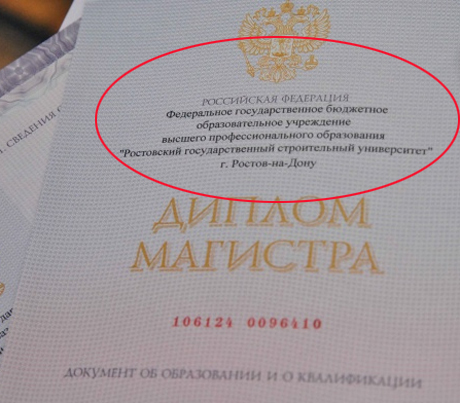 РОССИЙСКАЯ ФЕДЕРАЦИЯ
Федеральное государственное бюджетное
образовательное учреждение
высшего профессионального образования
"Ростовский государственный строительный университет"
г. Ростов-на-Дону
ДИПЛОМ
МАГИСТРА
106124 0096410
ДОКУМЕНТ ОБ ОБРАЗОВАНИИ И О КВАЛИФИКАЦИИ
СВЕДЕНИЯ